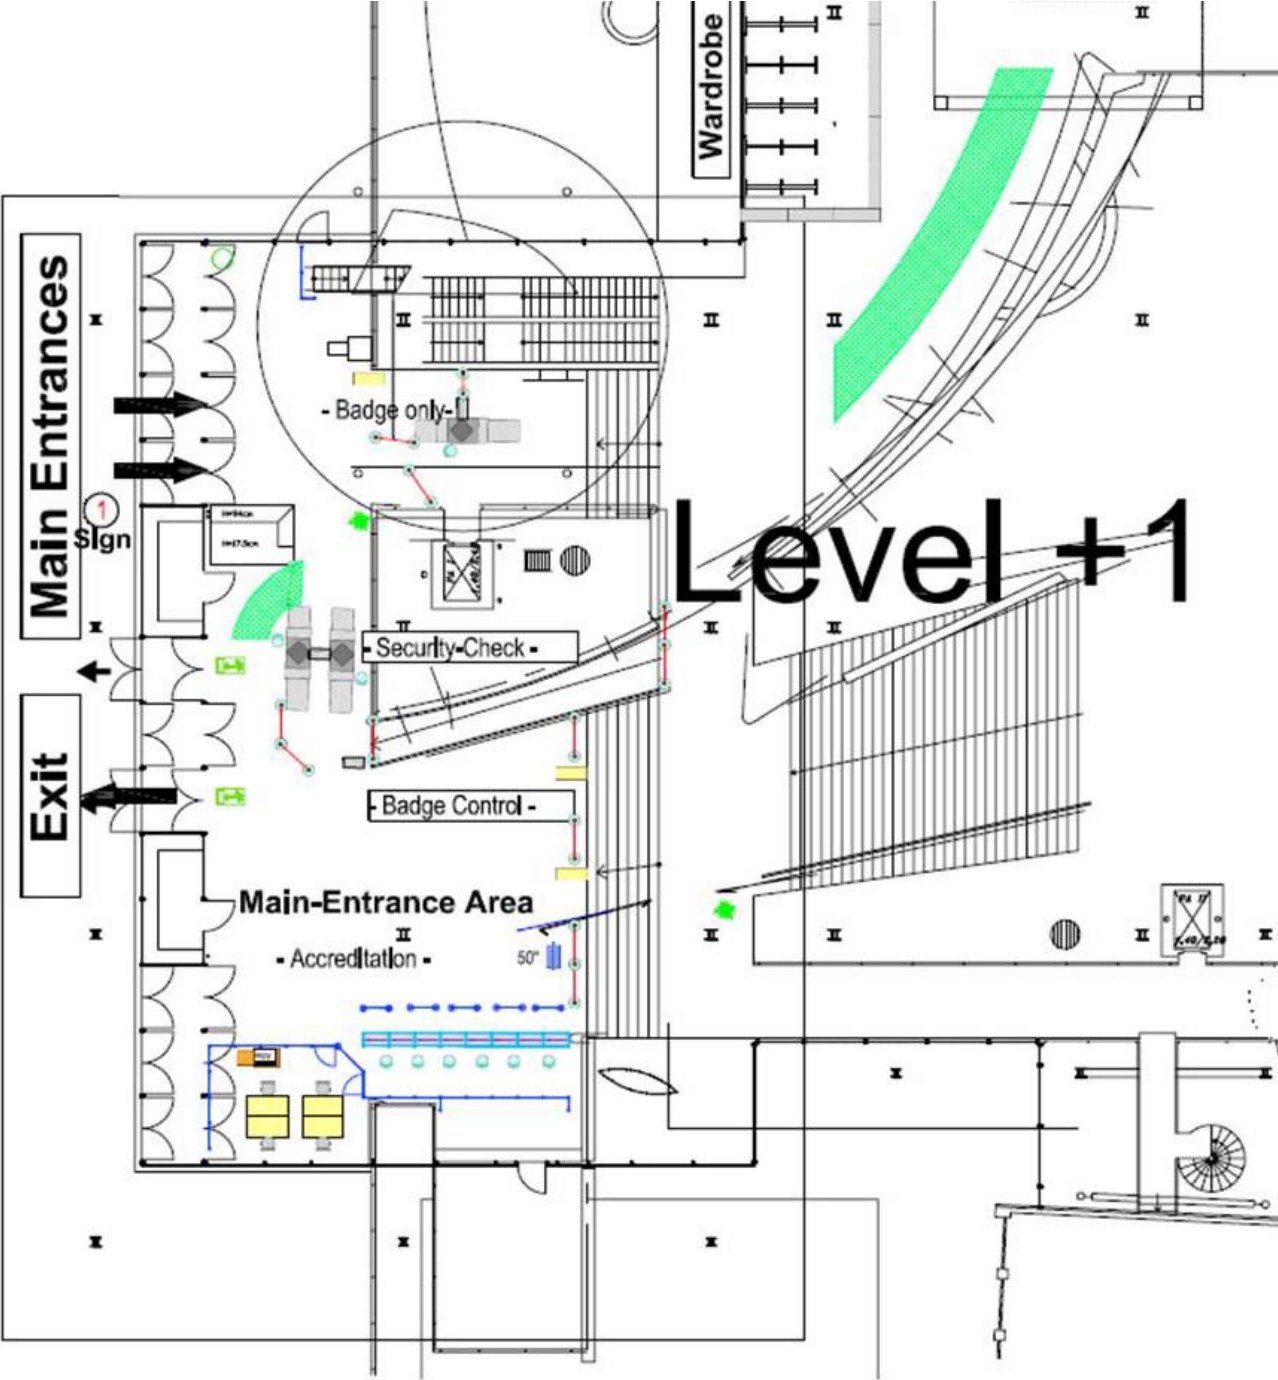 Wardrobe
Main Entrances
- Badge only-
1
Sign
Level +1
- Security-Check -
Exit
- Badge Control -
Main-Entrance Area
- Accreditation -
50"